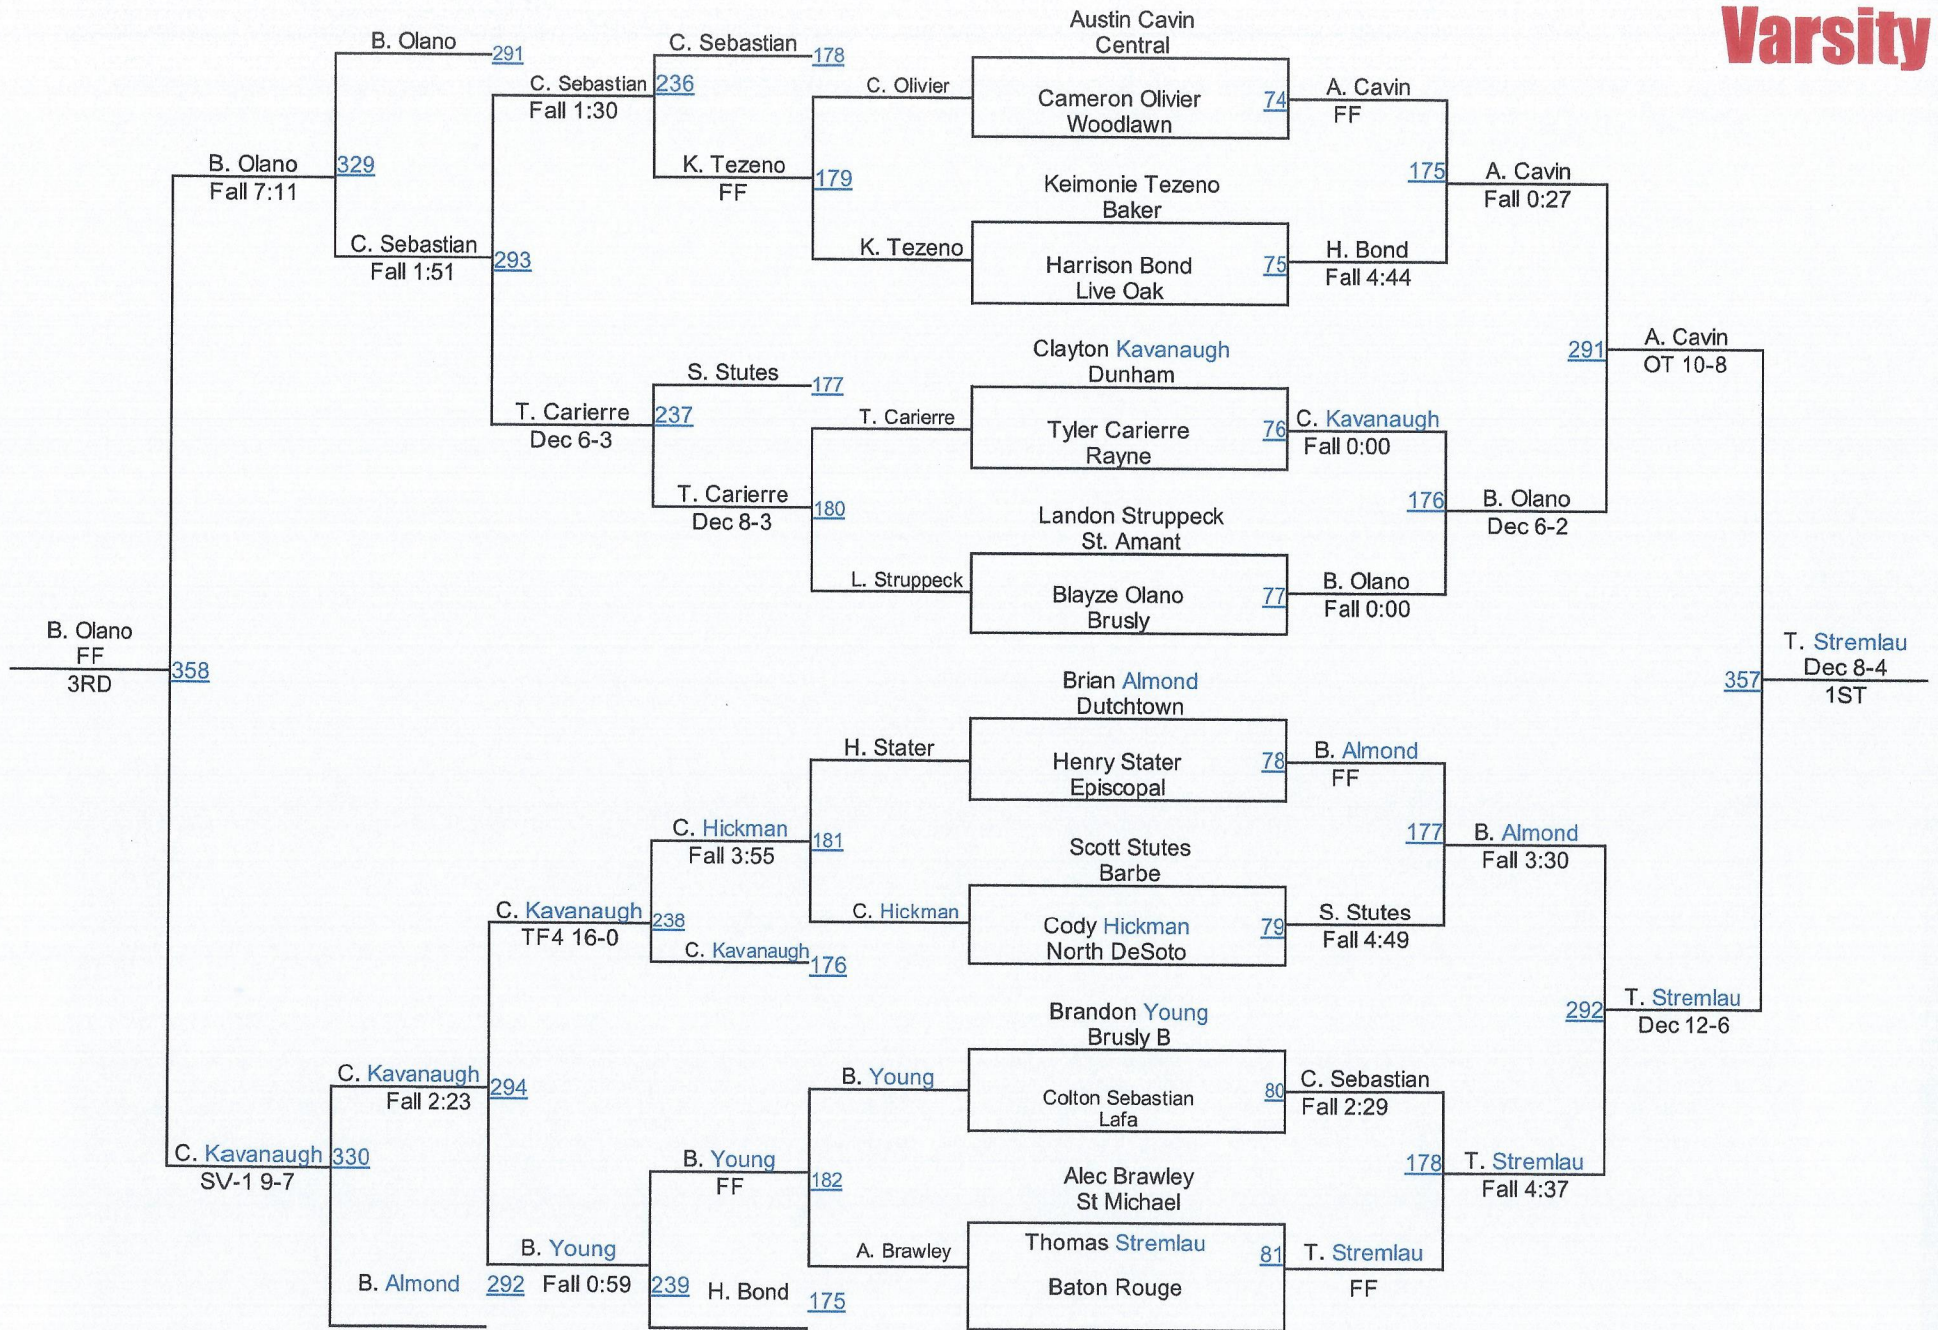 Varsity
B. Olano
291
C. Sebastian
Fall 1:30
236
C. Sebastian
178
B. Olano
Fall 7:11
329
K. Tezeno
FF
179
C. Olivier
K. Tezeno
C. Sebastian
Fall 1:51
293
S. Stutes
177
T. Carierre
Dec 6-3
237
T. Carierre
T. Carierre
Dec 8-3
180
L. Struppeck
B. Olano
FF
3RD
358
H. Stater
C. Hickman
Fall 3:55
181
C. Hickman
C. Kavanaugh
TF4 16-0
238
C. Kavanaugh
176
C. Kavanaugh
Fall 2:23
294
B. Young
C. Kavanaugh
SV-1 9-7
330
B. Young
FF
182
A. Brawley
B. Young
Fall 0:59
239
B. Almond
292
H. Bond
175
Austin Cavin
Central
Cameron Olivier
Woodlawn
74
Keimonie Tezeno
Baker
Harrison Bond
Live Oak
75
Clayton Kavanaugh
Dunham
Tyler Carierre
Rayne
76
Landon Struppeck
St. Amant
Blayze Olano
Brusly
77
Brian Almond
Dutchtown
Henry Stater
Episcopal
78
Scott Stutes
Barbe
Cody Hickman
North DeSoto
79
Brandon Young
Brusly B
Colton Sebastian
Lafa
80
Alec Brawley
St Michael
Thomas Stremlau
Baton Rouge
81
A. Cavin
FF
175
H. Bond
Fall 4:44
A. Cavin
Fall 0:27
C. Kavanaugh
Fall 0:00
176
B. Olano
Fall 0:00
B. Olano
Dec 6-2
291
A. Cavin
OT 10-8
B. Almond
FF
177
S. Stutes
Fall 4:49
B. Almond
Fall 3:30
C. Sebastian
Fall 2:29
178
T. Stremlau
FF
T. Stremlau
Fall 4:37
292
T. Stremlau
Dec 12-6
357
T. Stremlau
Dec 8-4
1ST